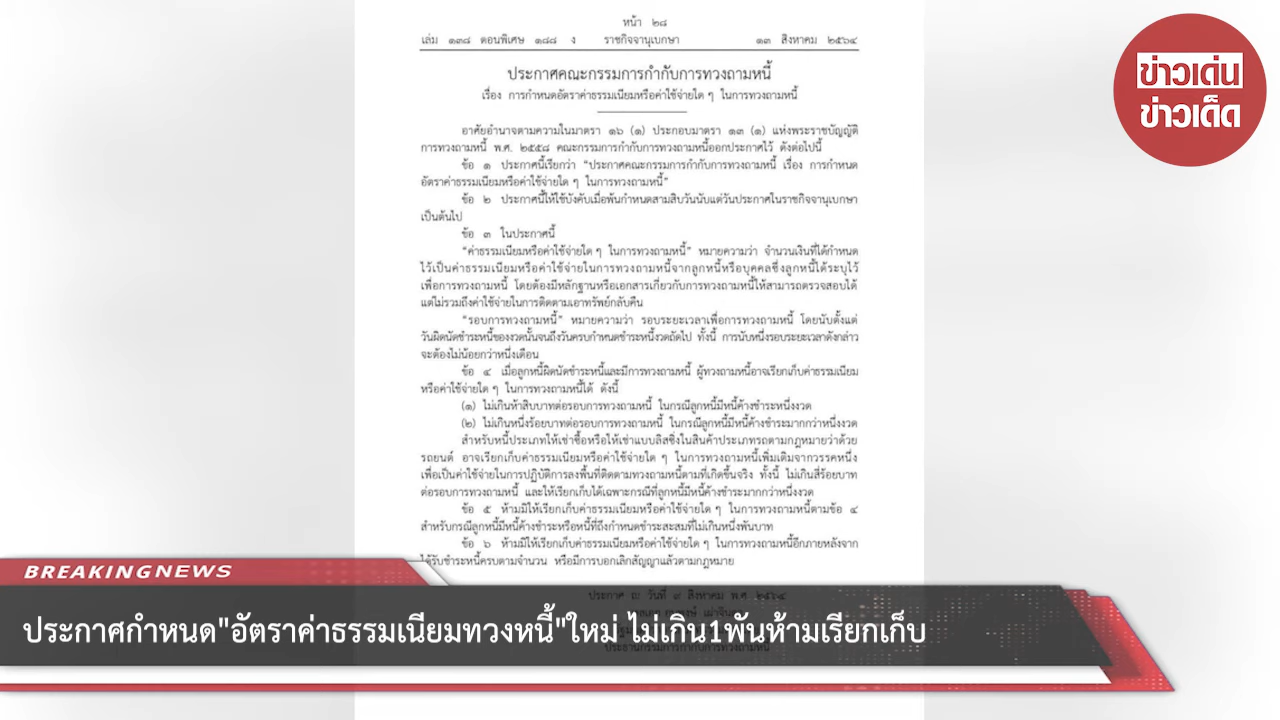 หน้า ๒๘
เล่ม ๑๓๘ ตอนพิเศษ ๑๘๘ ง ราชกิจจานุเบกษา ๑๓ สิงหาคม ๒๕๖๔
ประกาศคณะกรรมการกำกับการทวงถามหนี้
เรื่อง การกำหนดอัตราค่าธรรมเนียมหรือค่าใช้จ่ายใด ๆ ในการทวงถามหนี้
อาศัยอำนาจตามความในมาตรา ๑๖ (๑) ประกอบมาตรา ๑๓ (๑) แห่งพระราชบัญญัติ
การทวงถามหนี้ พ.ศ. ๒๕๕๘ คณะกรรมการกำกับการทวงถามหนี้ออกประกาศไว้ ดังต่อไปนี้
ข้อ ๑ ประกาศนี้เรียกว่า “ประกาศคณะกรรมการกำกับการทวงถามหนี้ เรื่อง การกำหนด
อัตราค่าธรรมเนียมหรือค่าใช้จ่ายใด ๆ ในการทวงถามหนี้”
ข้อ ๒ ประกาศนี้ให้ใช้บังคับเมื่อพ้นกำหนดสามสิบวันนับแต่วันประกาศในราชกิจจานุเบกษา
เป็นต้นไป
ข้อ ๓ ในประกาศนี้
“ค่าธรรมเนียมหรือค่าใช้จ่ายใด ๆ ในการทวงถามหนี้” หมายความว่า จำนวนเงินที่ได้กำหนด
ไว้เป็นค่าธรรมเนียมหรือค่าใช้จ่ายในการทวงถามหนี้จากลูกหนี้หรือบุคคลซึ่งลูกหนี้ได้ระบุไว้
เพื่อการทวงถามหนี้ โดยต้องมีหลักฐานหรือเอกสารเกี่ยวกับการทวงถามหนี้ให้สามารถตรวจสอบได้
แต่ไม่รวมถึงค่าใช้จ่ายในการติดตามเอาทรัพย์กลับคืน
“รอบการทวงถามหนี้” หมายความว่า รอบระยะเวลาเพื่อการทวงถามหนี้ โดยนับตั้งแต่
วันผิดนัดชำระหนี้ของงวดนั้นจนถึงวันครบกำหนดชำระหนี้งวดถัดไป ทั้งนี้ การนับหนึ่งรอบระยะเวลาดังกล่าว
จะต้องไม่น้อยกว่าหนึ่งเดือน
ข้อ ๔ เมื่อลูกหนี้ผิดนัดชำระหนี้และมีการทวงถามหนี้ ผู้ทวงถามหนี้อาจเรียกเก็บค่าธรรมเนียม
หรือค่าใช้จ่ายใด ๆ ในการทวงถามหนี้ได้ ดังนี้
(๑) ไม่เกินห้าสิบบาทต่อรอบการทวงถามหนี้ ในกรณีลูกหนี้มีหนี้ค้างชำระหนึ่งงวด
(๒) ไม่เกินหนึ่งร้อยบาทต่อรอบการทวงถามหนี้ ในกรณีลูกหนี้มีหนี้ค้างชำระมากกว่าหนึ่งงวด
สำหรับหนี้ประเภทให้เช่าซื้อหรือให้เช่าแบบลิสซิ่งในสินค้าประเภทรถตามกฎหมายว่าด้วย
รถยนต์ อาจเรียกเก็บค่าธรรมเนียมหรือค่าใช้จ่ายใด ๆ ในการทวงถามหนี้เพิ่มเติมจากวรรคหนึ่ง
เพื่อเป็นค่าใช้จ่ายในการปฏิบัติการลงพื้นที่ติดตามทวงถามหนี้ตามที่เกิดขึ้นจริง ทั้งนี้ ไม่เกินสี่ร้อยบาท
ต่อรอบการทวงถามหนี้ และให้เรียกเก็บได้เฉพาะกรณีที่ลูกหนี้มีหนี้ค้างชำระมากกว่าหนึ่งงวด
ข้อ ๕ ห้ามมิให้เรียกเก็บค่าธรรมเนียมหรือค่าใช้จ่ายใด ๆ ในการทวงถามหนี้ตามข้อ ๔
สำหรับกรณีลูกหนี้มีหนี้ค้างชำระหรือหนี้ที่ถึงกำหนดชำระสะสมที่ไม่เกินหนึ่งพันบาท
ข้อ ๖ ห้ามมิให้เรียกเก็บค่าธรรมเนียมหรือค่าใช้จ่ายใด ๆ ในการทวงถามหนี้อีกภายหลังจาก
ได้รับชำระหนี้ครบตามจำนวน หรือมีการบอกเลิกสัญญาแล้วตามกฎหมาย
ประกาศ ณ วันที่ ๙ สิงหาคม พ.ศ. ๒๕๖๔
ประธานกรรมการกำกับการทวงถามหนี้
ข่าวเด่น
ข่าวเด็ด
BREAKINGNEWS
ประกาศกำหนด"อัตราค่าธรรมเนียมทวงหนี้"ใหม่ ไม่เกิน1พันห้ามเรียกเก็บ